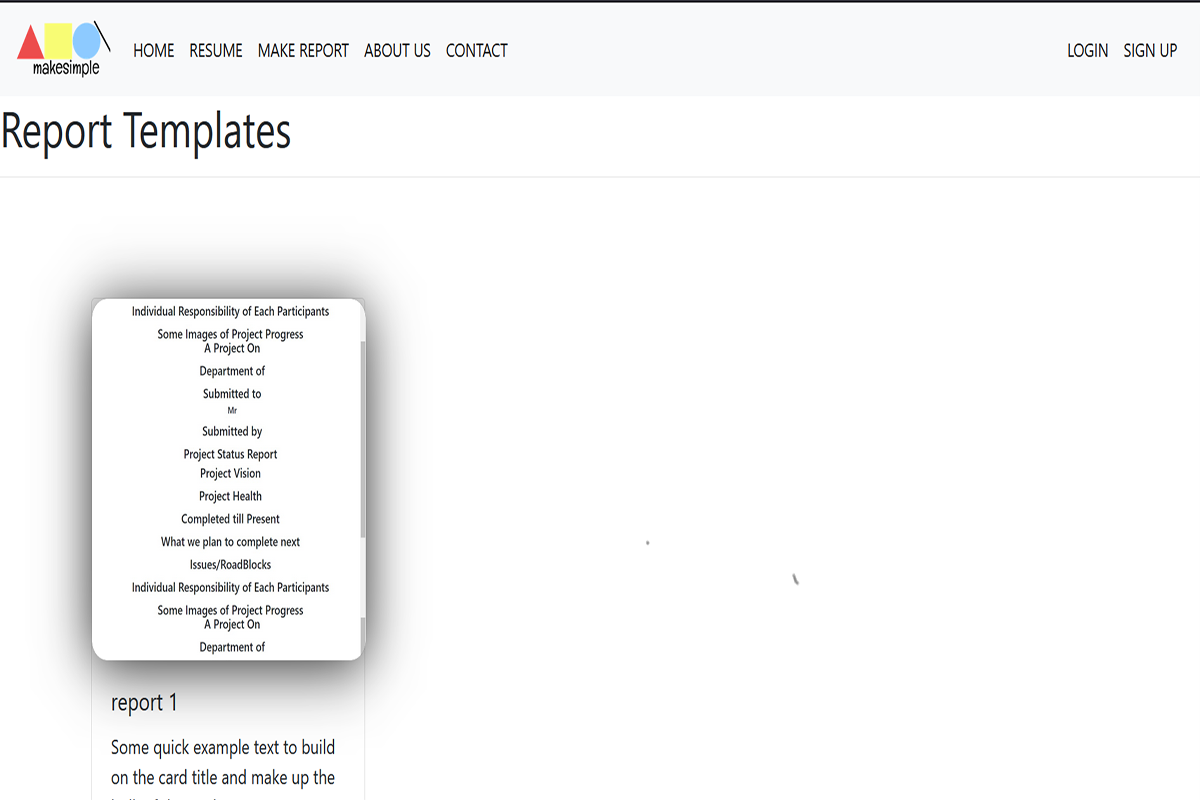 makesimple
HOME RESUME MAKE REPORT ABOUT US CONTACT LOGIN SIGN UP
Report Templates
Individual Responsibility of Each Participants
Some Images of Project Progress
A Project On
Department of
Submitted to
Mr
Submitted by
Project Status Report
Project Vision
Project Health
Completed till Present
What we plan to complete next
Issues/RoadBlocks
Individual Responsibility of Each Participants
Some Images of Project Progress
A Project On
Department of
report 1
Some quick example text to build
on the card title and make up the